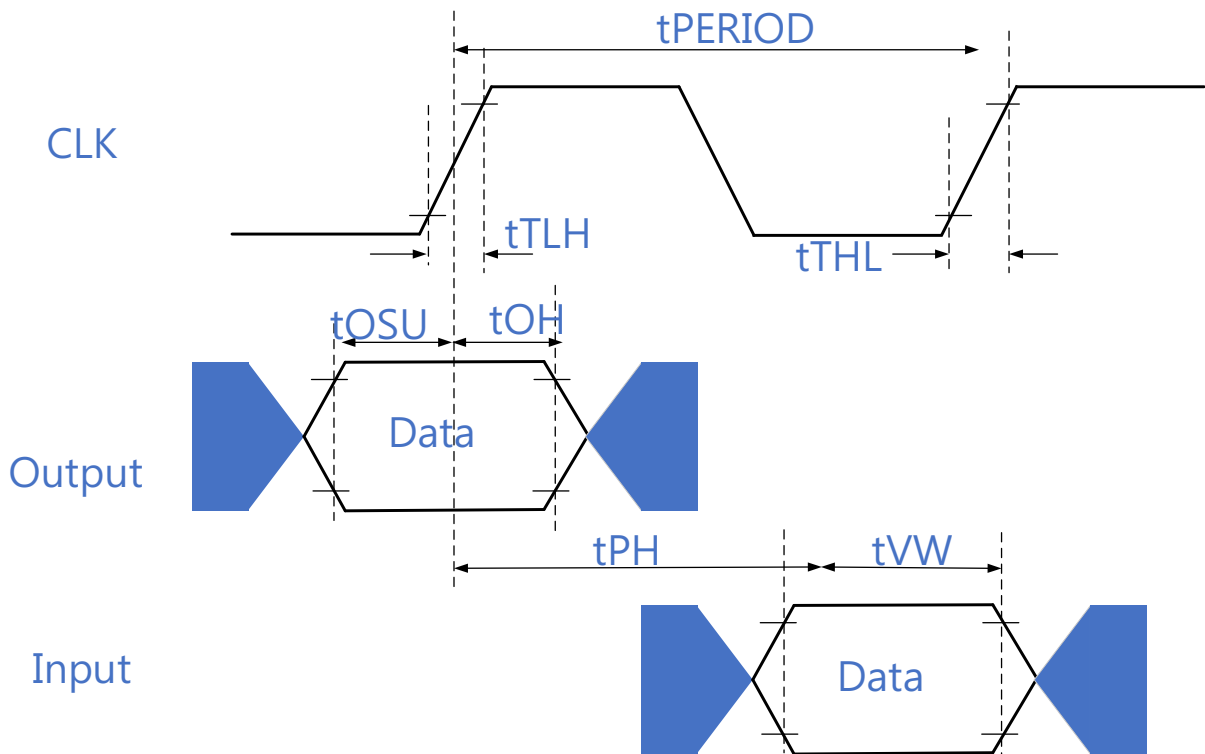 tPERIOD
CLK
tTLH
tTHL
tOSU
tOH
Data
Output
tPH
tVW
Input
Data